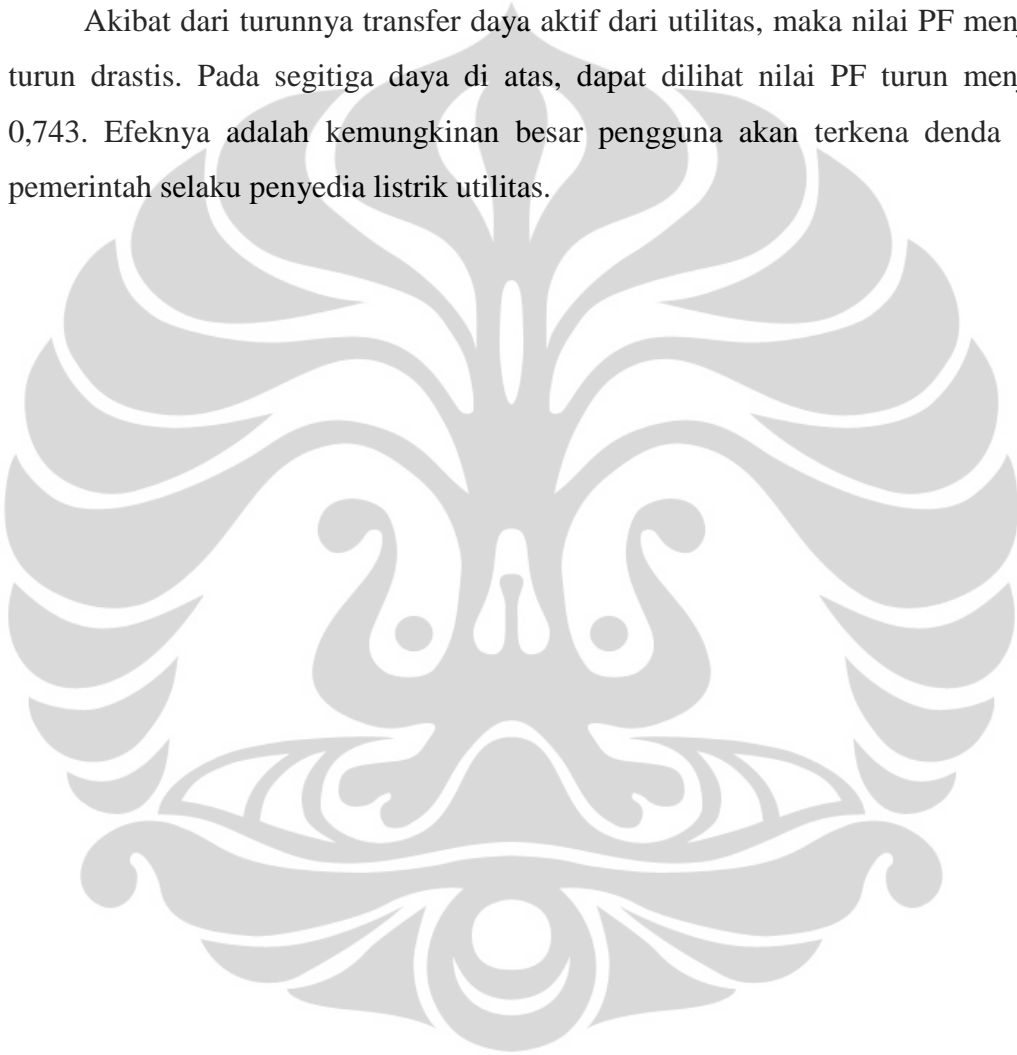 Akibat dari turunnya transfer daya aktif dari utilitas, maka nilai PF
turun drastis. Pada segitiga daya di atas, dapat dilihat nilai PF turun
0,743. Efeknya adalah kemungkinan besar pengguna akan terkena denda
pemerintah selaku penyedia listrik utilitas.